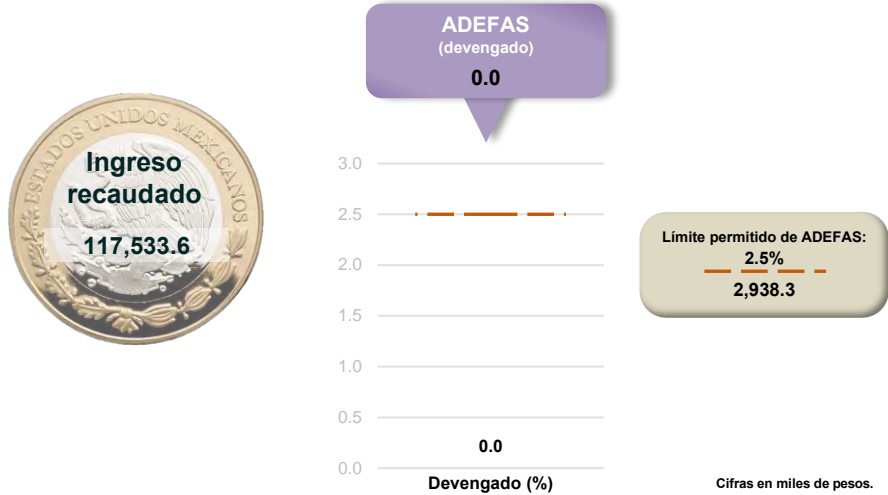 ADEFAS
(devengado)
0.0
ESTADOS UNIDOS MEXICANOS
Ingreso
recaudado
117,533.6
3.0
2.5
2.0
1.5
1.0
0.5
0.0
0.0
Devengado (%)
Límite permitido de ADEFAS:
2.5%
2,938.3
Cifras en miles de pesos.